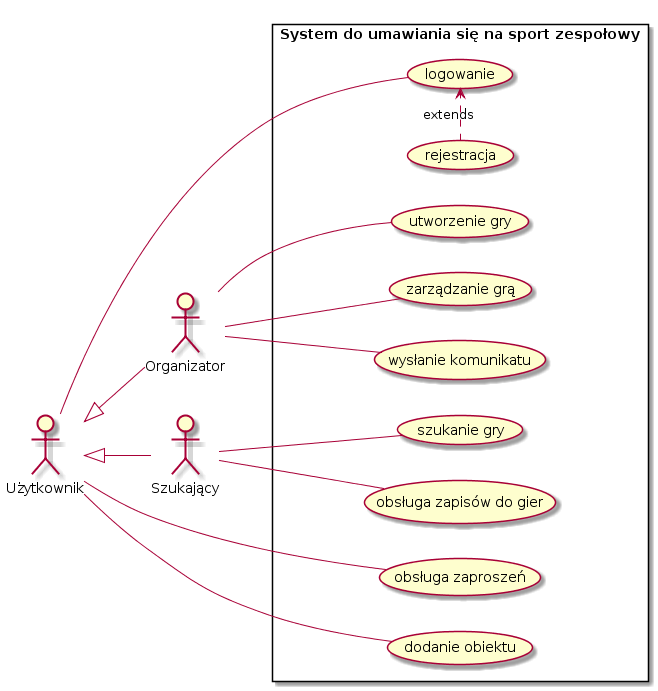 System do umawiania się na sport zespołowy
logowanie
extends
rejestracja
utworzenie gry
zarządzanie grą
wysłanie komunikatu
Organizator
szukanie gry
Użytkownik
Szukający
obsługa zapisów do gier
obsługa zaproszeń
dodanie obiektu